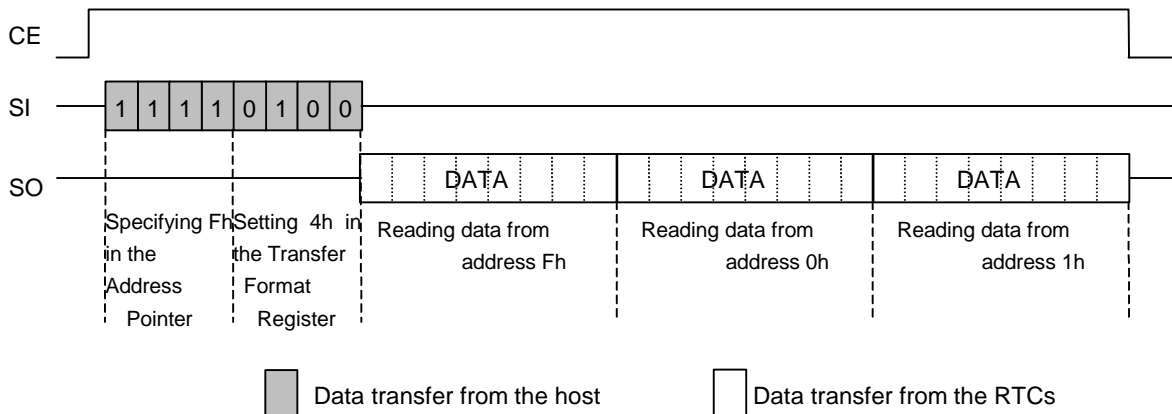 CE
SI
1 1 1 1 0 1 0 0
SO
DATA DATA DATA
Specifying Fh
in the
Address
Pointer
Setting 4h in
the Transfer
Format
Register
Reading data from
address Fh
Reading data from
address 0h
Reading data from
address 1h
Data transfer from the host
Data transfer from the RTCs